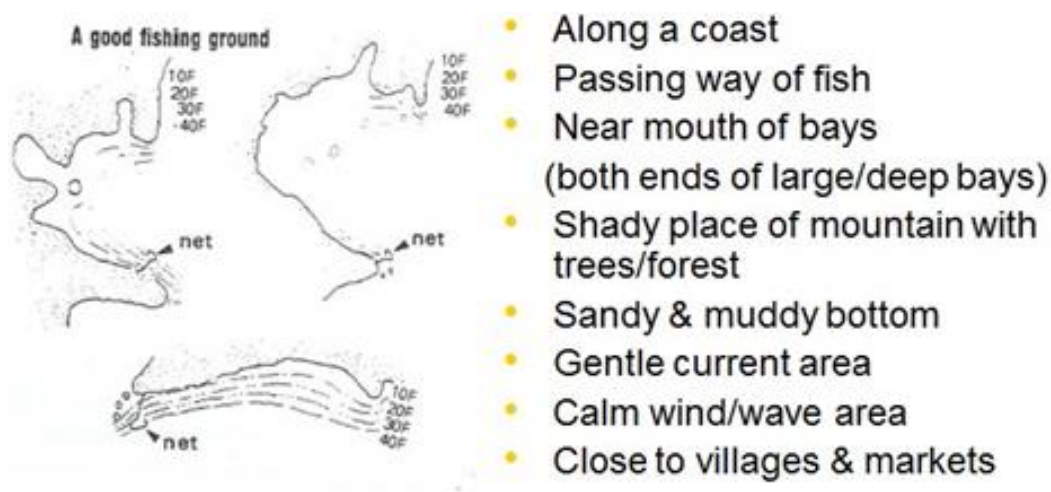 A good fishing ground
10F
20F
30F
40F
net
10F
20F
30F
40F
net
10F
20F
30F
40F
net
• Along a coast
• Passing way of fish
• Near mouth of bays
(both ends of large/deep bays)
• Shady place of mountain with
trees/forest
• Sandy & muddy bottom
• Gentle current area
• Calm wind/wave area
• Close to villages & markets